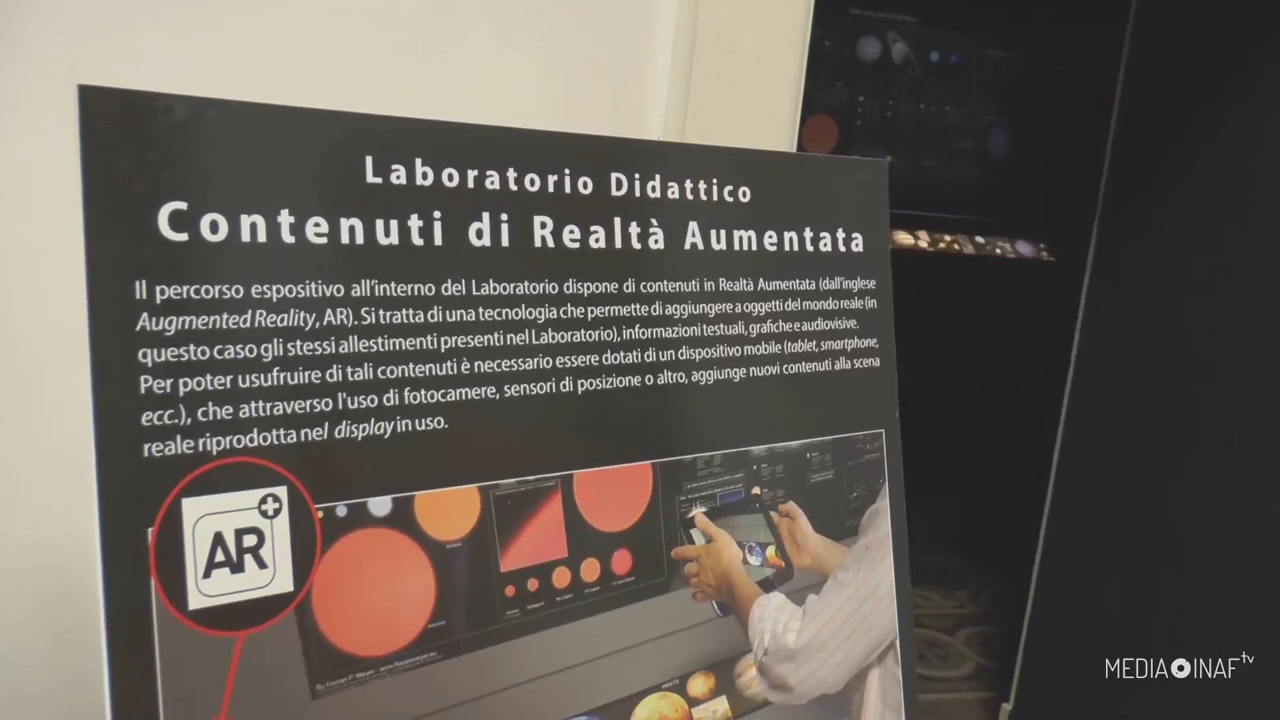 Laboratorio Didattico
Contenuti di Realtà Aumentata
Il percorso espositivo all'interno del Laboratorio dispone di contenuti in Realtà Aumentata (dall'inglese
Augmented Reality, AR). Si tratta di una tecnologia che permette di aggiungere a oggetti del mondo reale (in
questo caso gli stessi allestimenti presenti nel Laboratorio), informazioni testuali, grafiche e audiovisive.
Per poter usufruire di tali contenuti è necessario essere dotati di un dispositivo mobile (tablet, smartphone,
ecc.), che attraverso l'uso di fotocamere, sensori di posizione o altro, aggiunge nuovi contenuti alla scena
reale riprodotta nel display in uso.
AR+
MEDIA INAF tv